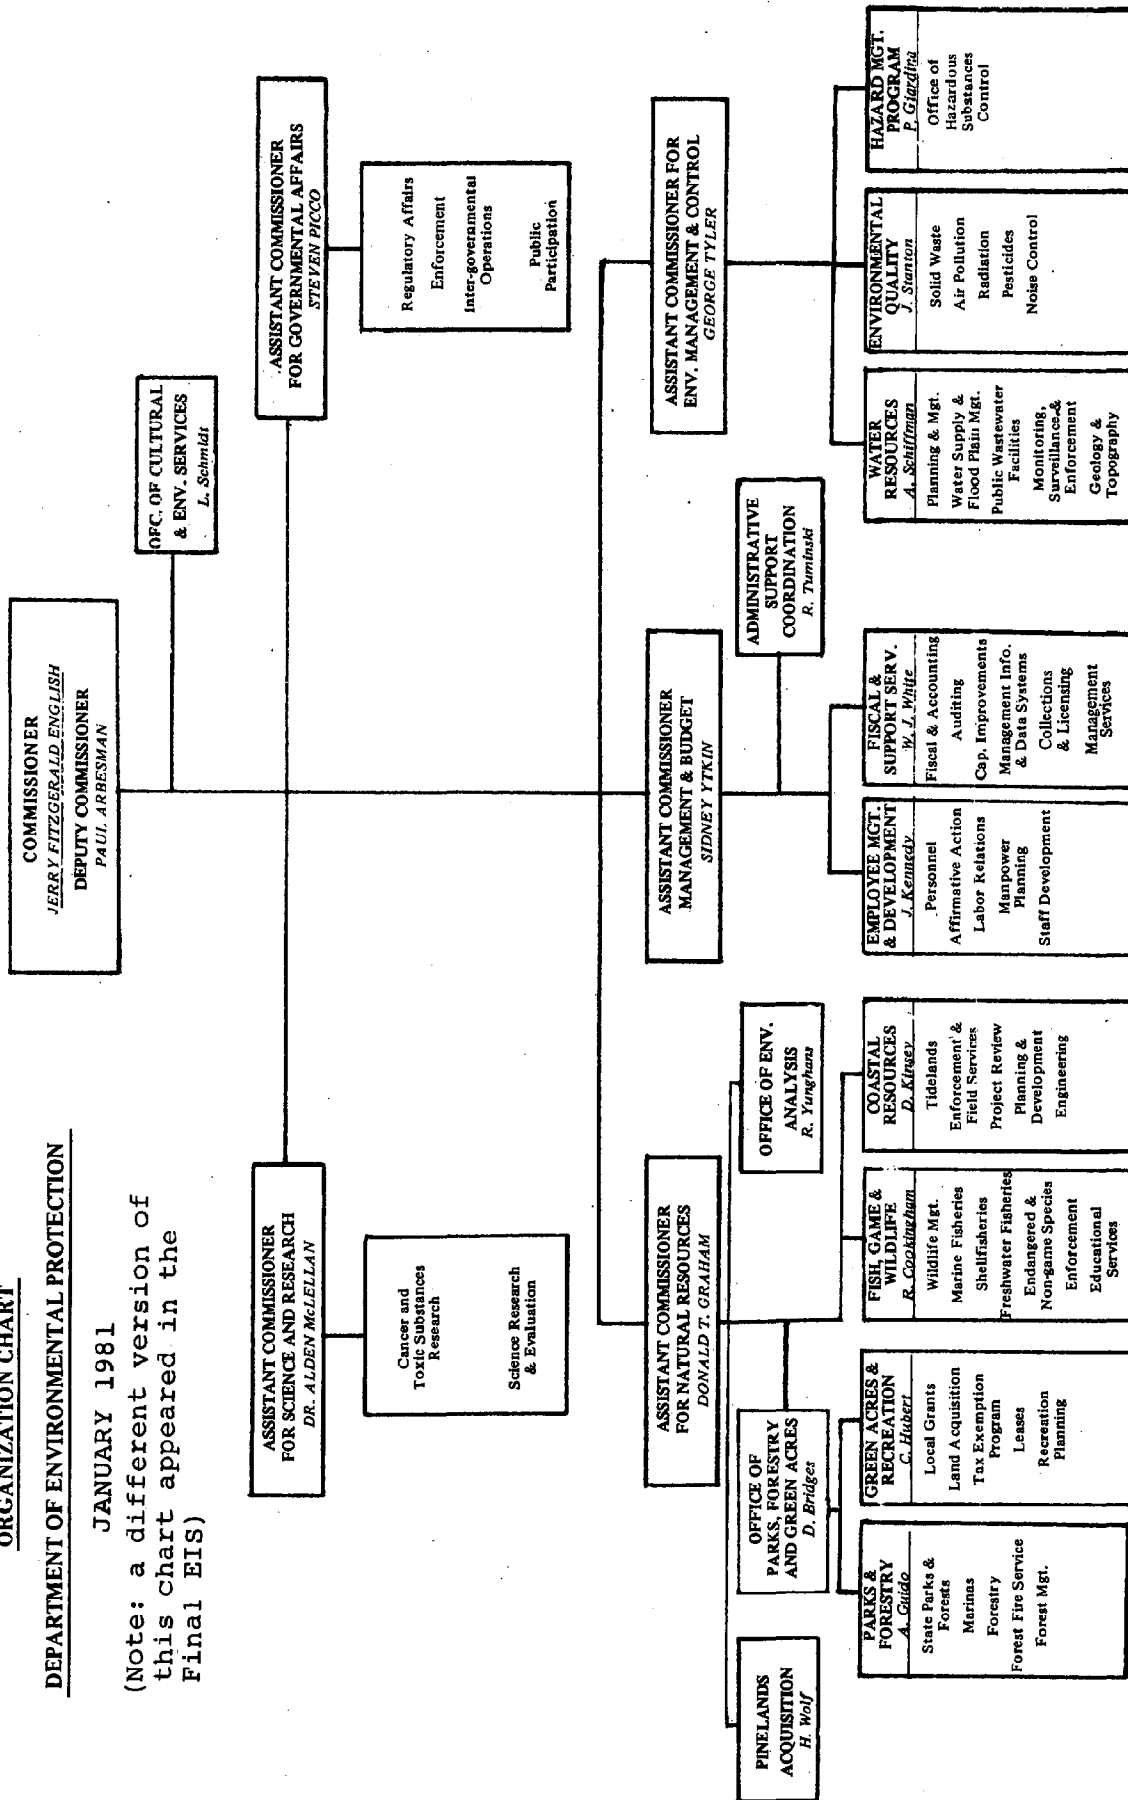 ORGANIZATION CHART
DEPARTMENT OF ENVIRONMENTAL PROTECTION
JANUARY 1981
(Note: a different version of
this chart appeared in the
Final EIS)
COMMISSIONER
JERRY FITZGERALD ENGLISH
DEPUTY COMMISSIONER
PAUL ARBESMAN
OFC. OF CULTURAL
& ENV. SERVICES
L. Schmidt
ASSISTANT COMMISSIONER
FOR SCIENCE AND RESEARCH
DR. ALDEN McLELLAN
Cancer and
Toxic Substances
Research
Science Research
& Evaluation
ASSISTANT COMMISSIONER
FOR GOVERNMENTAL AFFAIRS
STEVEN PICCO
Regulatory Affairs
Enforcement
Inter-governmental
Operations
Public
Participation
ASSISTANT COMMISSIONER
FOR NATURAL RESOURCES
DONALD T. GRAHAM
ASSISTANT COMMISSIONER
MANAGEMENT & BUDGET
SIDNEY YTKIN
ASSISTANT COMMISSIONER FOR
ENV. MANAGEMENT & CONTROL
GEORGE TYLER
PINELANDS
ACQUISITION
H. Wolf
OFFICE OF
PARKS, FORESTRY
AND GREEN ACRES
D. Bridges
OFFICE OF ENV.
ANALYSIS
R. Yunghans
ADMINISTRATIVE
SUPPORT
COORDINATION
R. Tuminski
PARKS &
FORESTRY
A. Guido
State Parks &
Forests
Marinas
Forestry
Forest Fire Service
Forest Mgt.
GREEN ACRES &
RECREATION
C. Hubert
Local Grants
Land Acquisition
Tax Exemption
Program
Leases
Recreation
Planning
FISH, GAME &
WILDLIFE
R. Cookingham
Wildlife Mgt.
Marine Fisheries
Shellfisheries
Freshwater Fisheries
Endangered &
Non-game Species
Enforcement
Educational
Services
COASTAL
RESOURCES
D. Kinsey
Tidelands
Enforcement &
Field Services
Project Review
Planning &
Development
Engineering
EMPLOYEE MGT.
& DEVELOPMENT
J. Kennedy
Personnel
Affirmative Action
Labor Relations
Manpower
Planning
Staff Development
FISCAL &
SUPPORT SERV.
W. J. White
Fiscal & Accounting
Auditing
Cap. Improvements
Management Info.
& Data Systems
Collections
& Licensing
Management
Services
WATER
RESOURCES
A. Schiffman
Planning & Mgt.
Water Supply &
Flood Plain Mgt.
Public Wastewater
Facilities
Monitoring,
Surveillance &
Enforcement
Geology &
Topography
ENVIRONMENTAL
QUALITY
J. Stanton
Solid Waste
Air Pollution
Radiation
Pesticides
Noise Control
HAZARD MGT.
PROGRAM
P. Giardina
Office of
Hazardous
Substances
Control